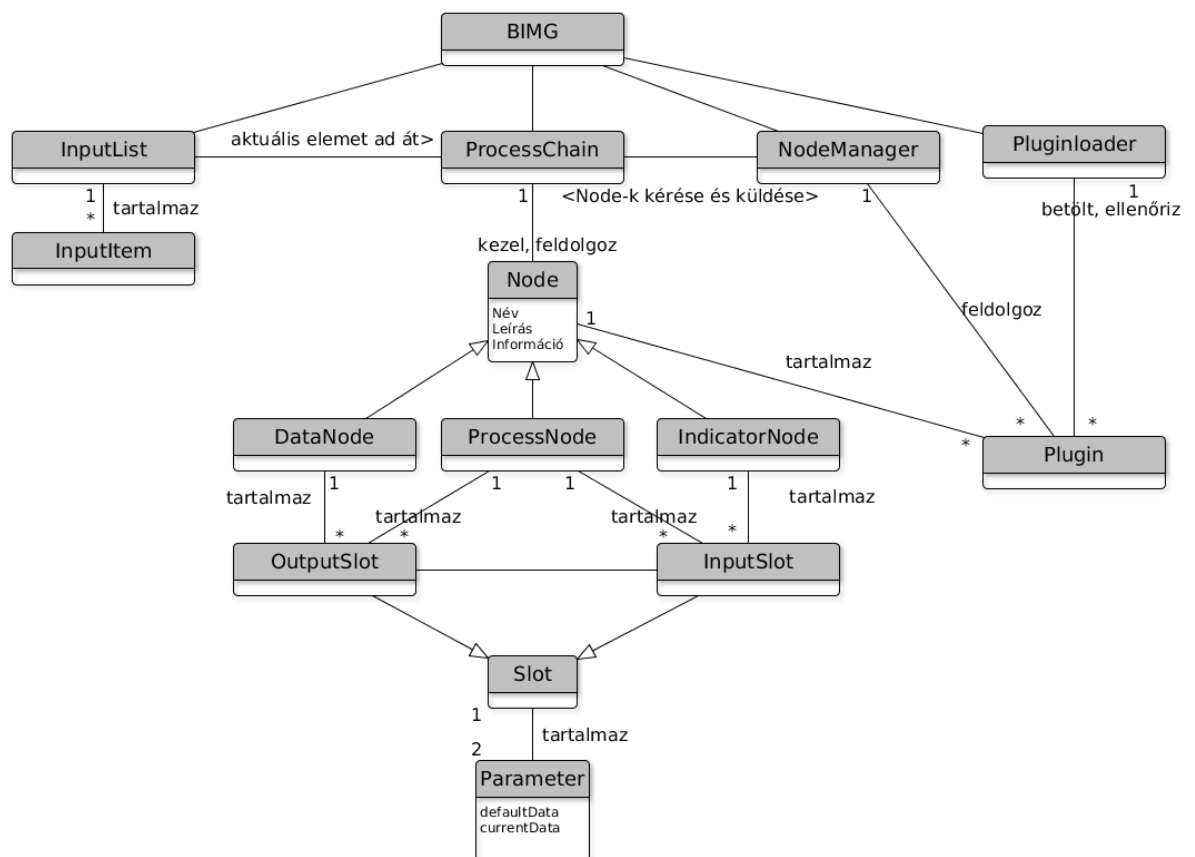 BIMG
InputList
aktuális elemet ad át>
ProcessChain
NodeManager
Pluginloader
1
*
tartalmaz
1
<Node-k kérése és küldése>
1
1
betölt, ellenőriz
InputItem
kezel, feldolgoz
Node
Név
Leírás
Információ
1
feldolgoz
tartalmaz
DataNode
ProcessNode
IndicatorNode
*
*
*
Plugin
1
1
1
1
tartalmaz
tartalmaz
tartalmaz
tartalmaz
*
*
*
*
OutputSlot
InputSlot
Slot
1
tartalmaz
2
Parameter
defaultData
currentData